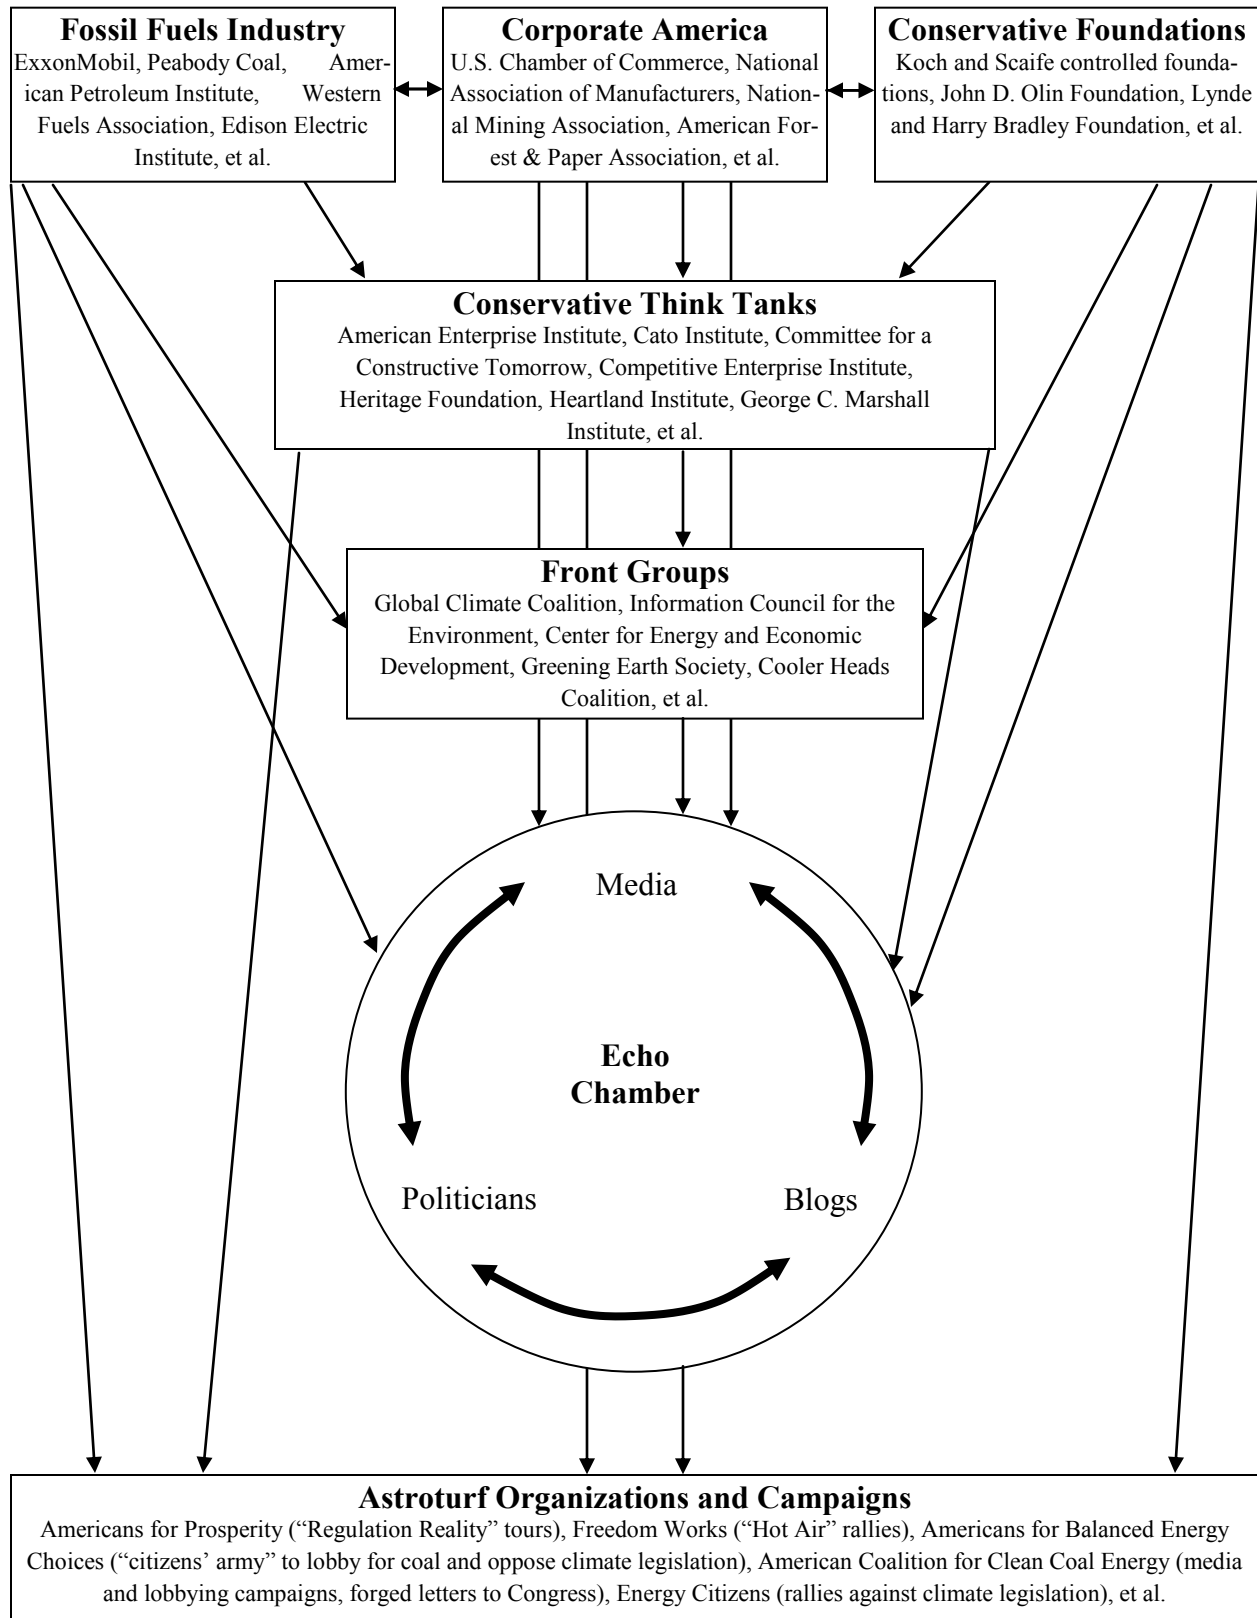 Fossil Fuels Industry
ExxonMobil, Peabody Coal, Amer-
ican Petroleum Institute, Western
Fuels Association, Edison Electric
Institute, et al.
Corporate America
U.S. Chamber of Commerce, National
Association of Manufacturers, Nation-
al Mining Association, American For-
est & Paper Association, et al.
Conservative Foundations
Koch and Scaife controlled founda-
tions, John D. Olin Foundation, Lynde
and Harry Bradley Foundation, et al.
Conservative Think Tanks
American Enterprise Institute, Cato Institute, Committee for a
Constructive Tomorrow, Competitive Enterprise Institute,
Heritage Foundation, Heartland Institute, George C. Marshall
Institute, et al.
Front Groups
Global Climate Coalition, Information Council for the
Environment, Center for Energy and Economic
Development, Greening Earth Society, Cooler Heads
Coalition, et al.
Media
Echo
Chamber
Politicians
Blogs
Astroturf Organizations and Campaigns
Americans for Prosperity (“Regulation Reality” tours), Freedom Works (“Hot Air” rallies), Americans for Balanced Energy
Choices (“citizens’ army” to lobby for coal and oppose climate legislation), American Coalition for Clean Coal Energy (media
and lobbying campaigns, forged letters to Congress), Energy Citizens (rallies against climate legislation), et al.